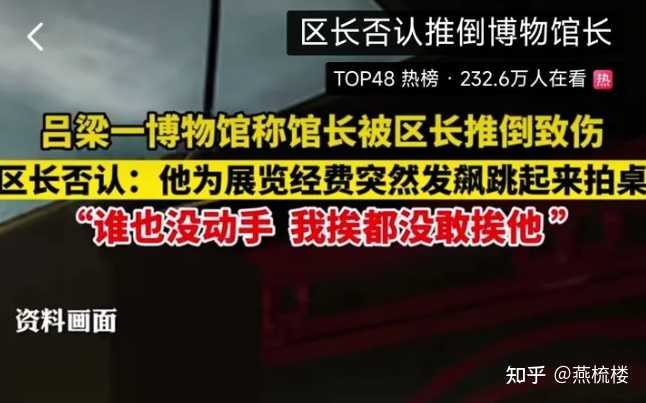 区长否认推倒博物馆长
TOP48 热榜 · 232.6万人在看 热
吕梁一博物馆称馆长被区长推倒致伤
区长否认：他为展览经费突然发飙跳起来拍桌
“谁也没动手 我挨都没敢挨他”
资料画面
知乎 @燕梳楼